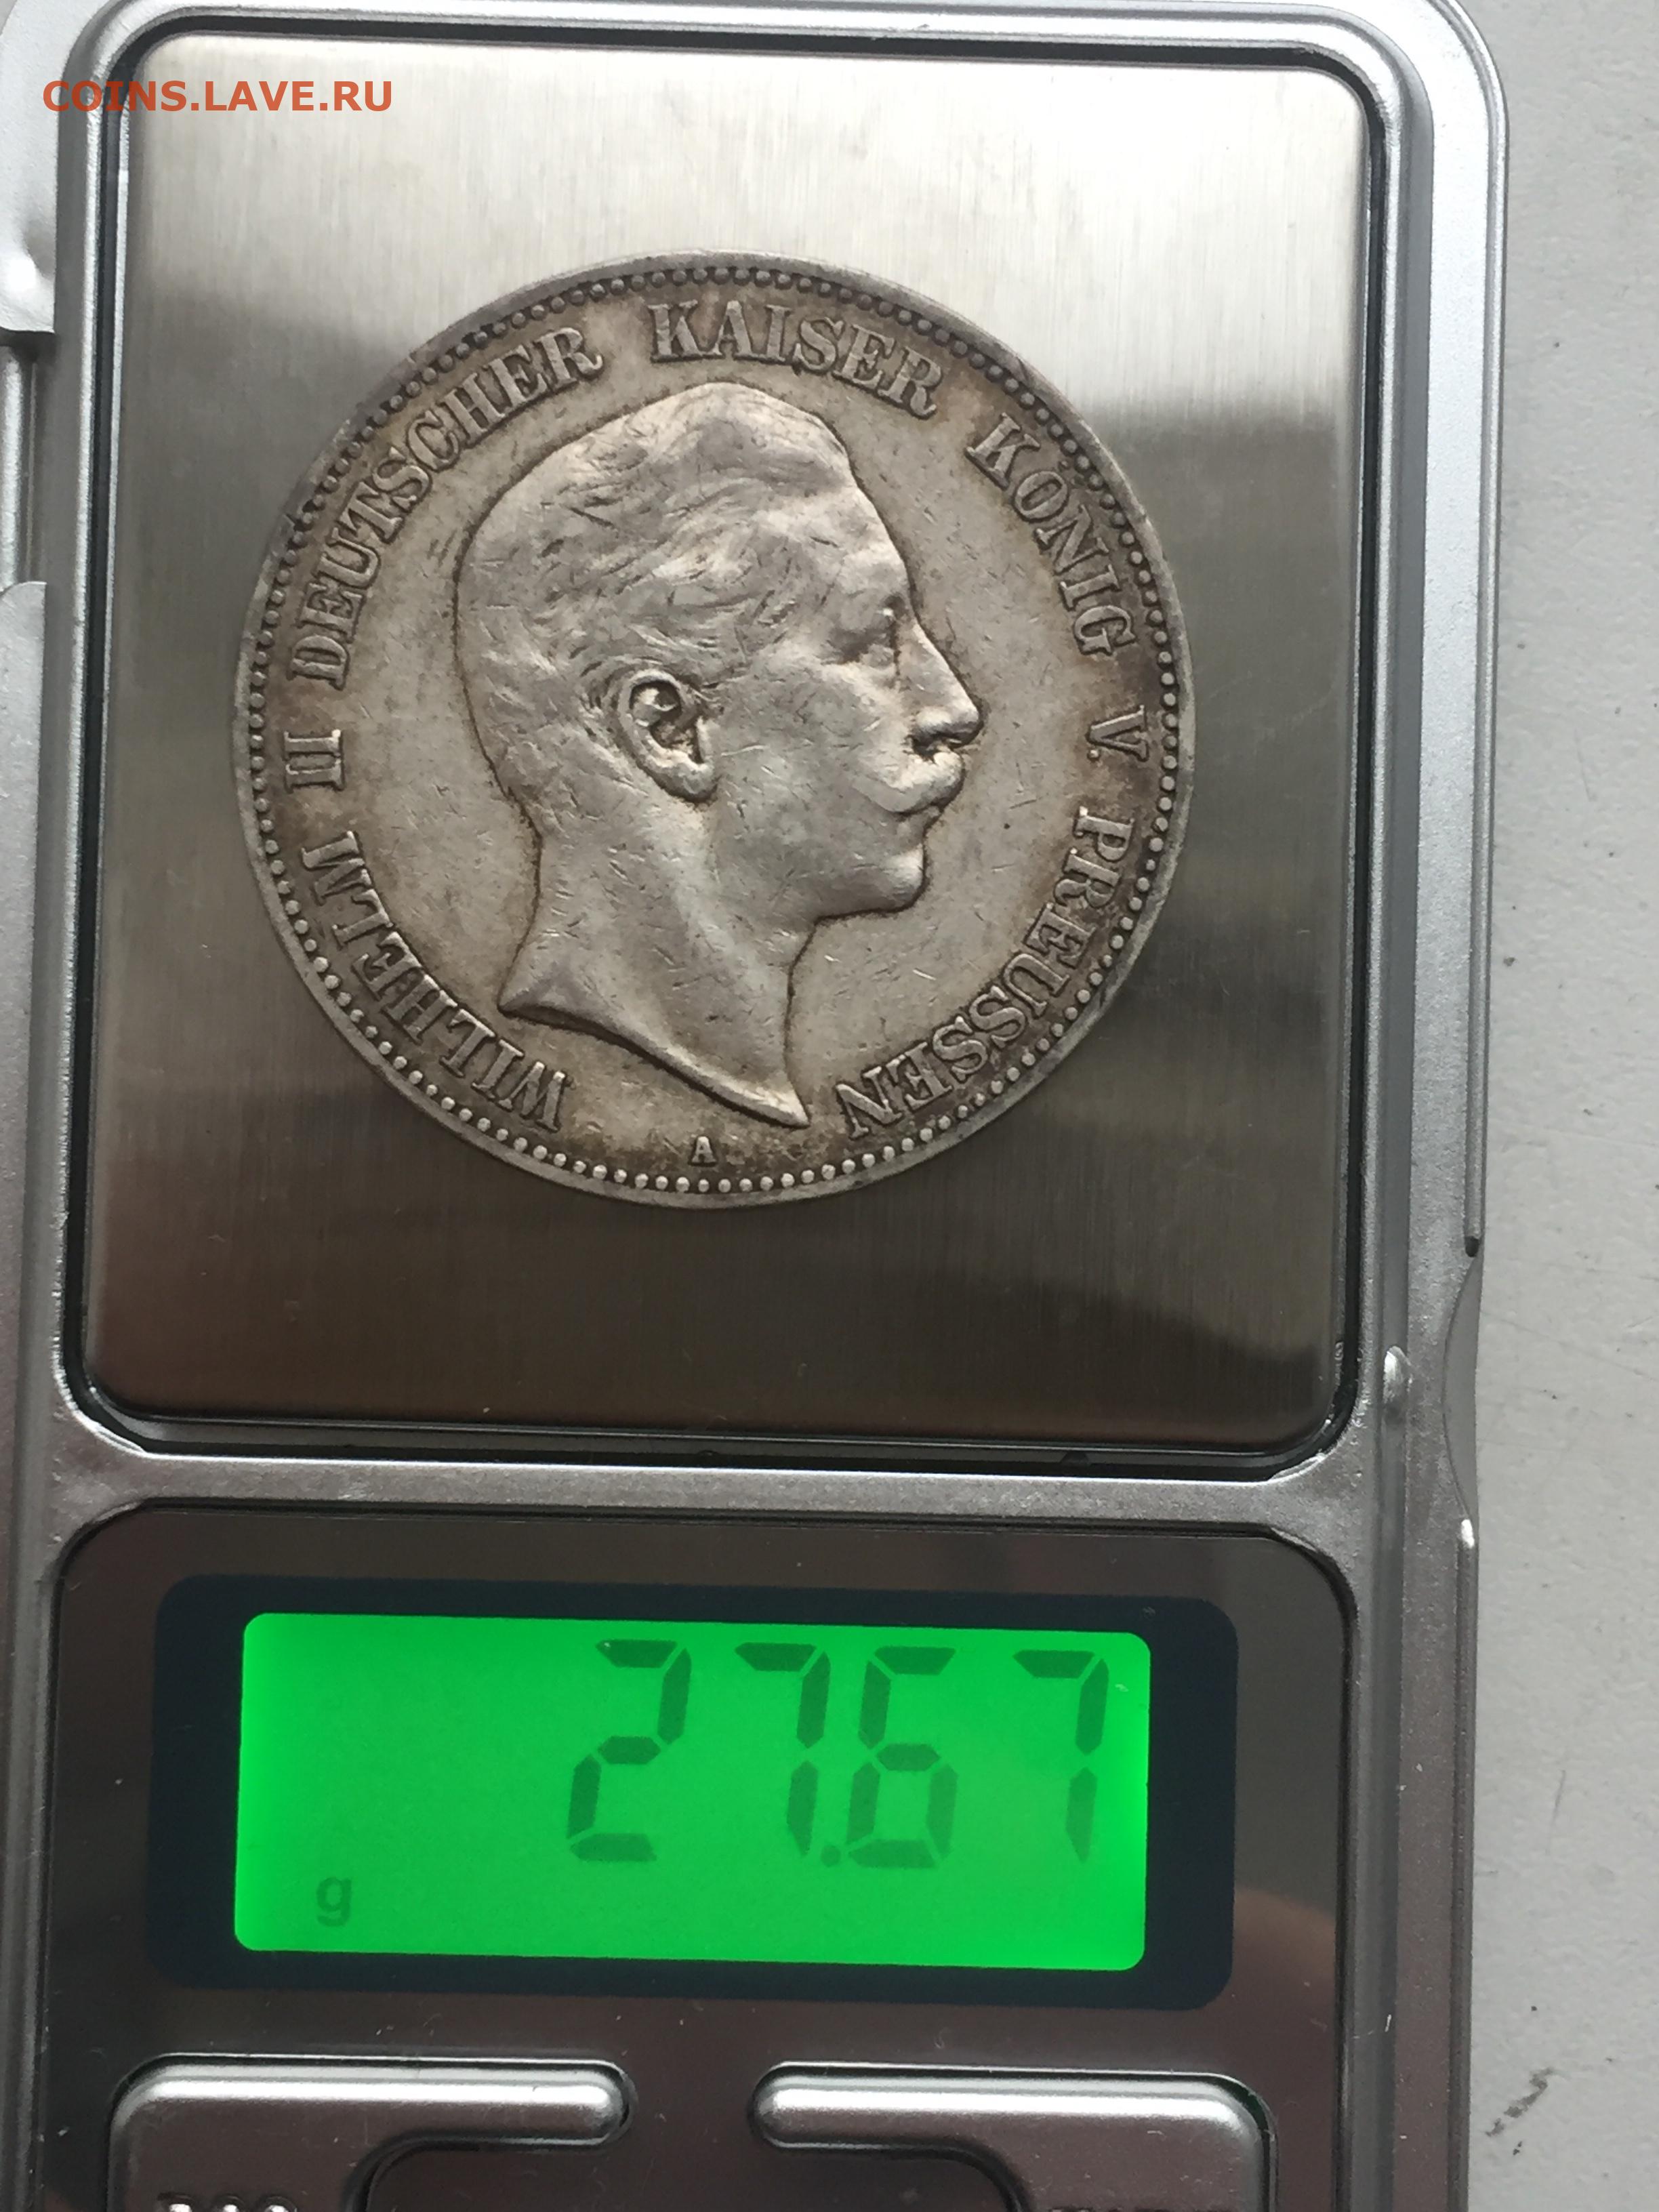 COINS.LAVE.RU
WILHELM II DEUTSCHER KAISER KÖNIG V. PREUSSEN
A
27.67
g